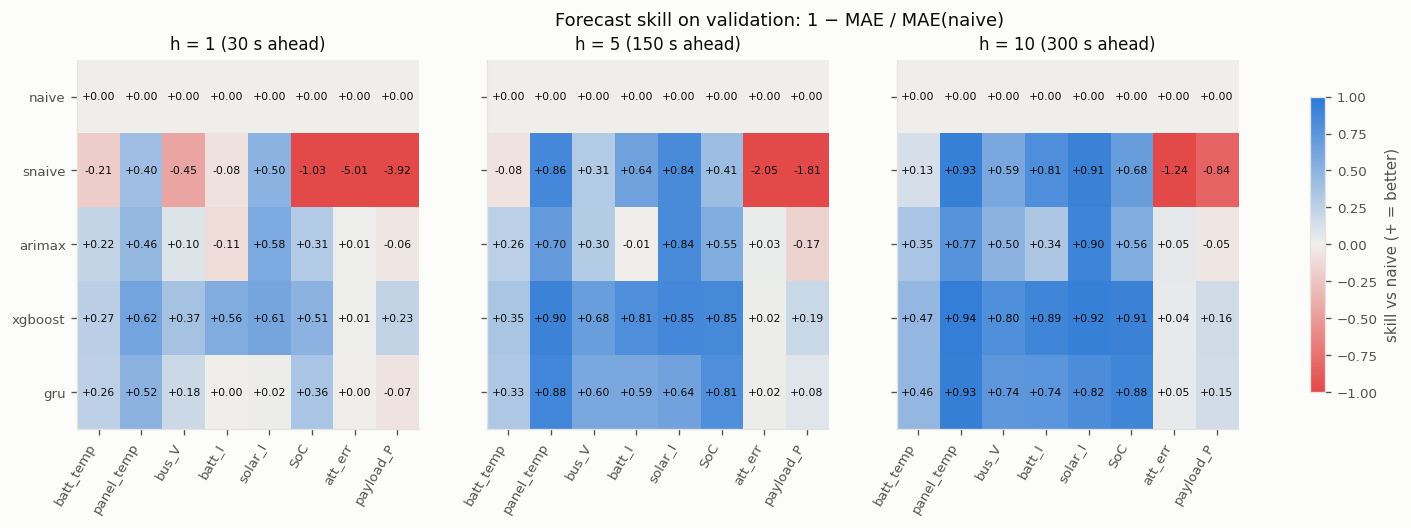 Forecast skill on validation: 1 − MAE / MAE(naive)
h = 1 (30 s ahead)
h = 5 (150 s ahead)
h = 10 (300 s ahead)
naive +0.00 +0.00 +0.00 +0.00 +0.00 +0.00 +0.00 +0.00 +0.00 +0.00 +0.00 +0.00 +0.00 +0.00 +0.00 +0.00 +0.00 +0.00 +0.00 +0.00 +0.00 +0.00 +0.00 +0.00
snaive -0.21 +0.40 -0.45 -0.08 +0.50 -1.03 -5.01 -3.92 -0.08 +0.86 +0.31 +0.64 +0.84 +0.41 -2.05 -1.81 +0.13 +0.93 +0.59 +0.81 +0.91 +0.68 -1.24 -0.84
arimax +0.22 +0.46 +0.10 -0.11 +0.58 +0.31 +0.01 -0.06 +0.26 +0.70 +0.30 -0.01 +0.84 +0.55 +0.03 -0.17 +0.35 +0.77 +0.50 +0.34 +0.90 +0.56 +0.05 -0.05
xgboost +0.27 +0.62 +0.37 +0.56 +0.61 +0.51 +0.01 +0.23 +0.35 +0.90 +0.68 +0.81 +0.85 +0.85 +0.02 +0.19 +0.47 +0.94 +0.80 +0.89 +0.92 +0.91 +0.04 +0.16
gru +0.26 +0.52 +0.18 +0.00 +0.02 +0.36 +0.00 -0.07 +0.33 +0.88 +0.60 +0.59 +0.64 +0.81 +0.02 +0.08 +0.46 +0.93 +0.74 +0.74 +0.82 +0.88 +0.05 +0.15
batt_temp panel_temp bus_V batt_I solar_I SoC att_err payload_P
batt_temp panel_temp bus_V batt_I solar_I SoC att_err payload_P
batt_temp panel_temp bus_V batt_I solar_I SoC att_err payload_P
1.00
0.75
0.50
0.25
0.00
−0.25
−0.50
−0.75
−1.00
skill vs naive (+ = better)